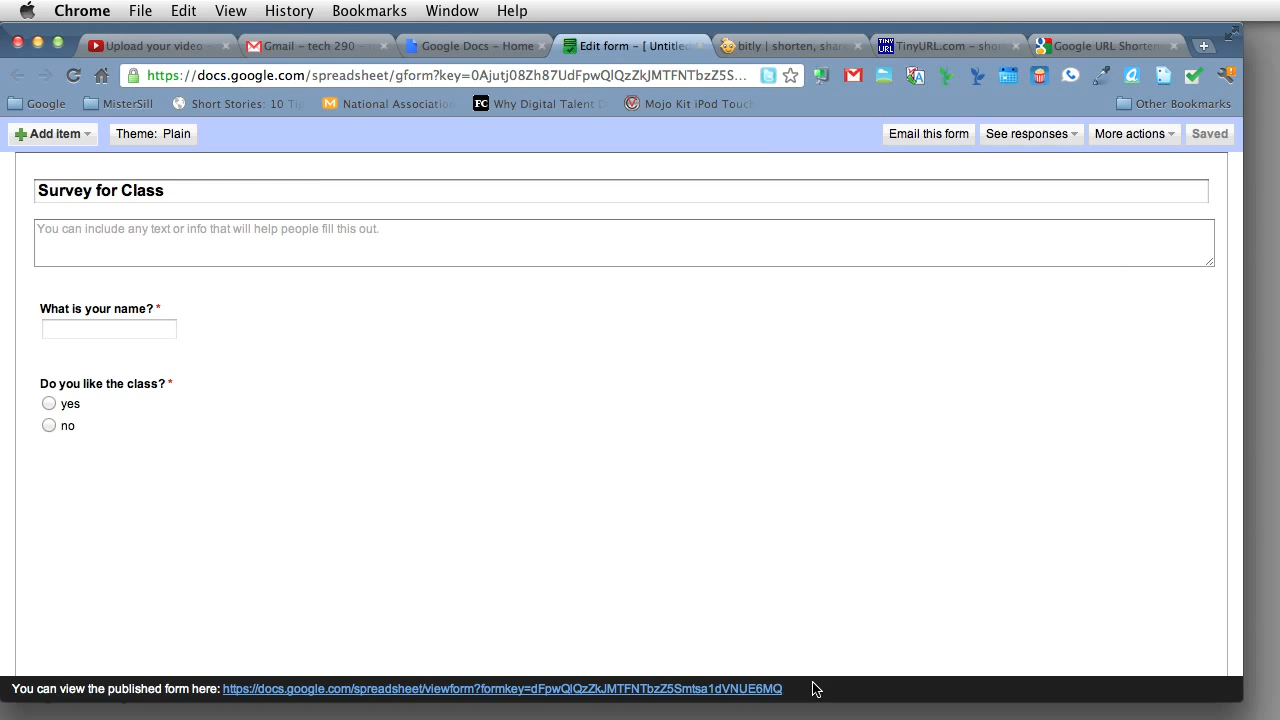 Chrome File Edit View History Bookmarks Window Help
Upload your video Gmail - tech 290 - Google Docs - Home Edit form - [ Untitled bitly | shorten, share TinyURL.com - shor Google URL Shorten
https://docs.google.com/spreadsheet/gform?key=0Ajutj08Zh87UdFpwQlQzZkJMTFNTbzZ5S...
Google MisterSill Short Stories: 10 Tip National Association Why Digital Talent D Mojo Kit iPod Touch Other Bookmarks
Add item Theme: Plain Email this form See responses More actions Saved
Survey for Class
You can include any text or info that will help people fill this out.
What is your name? *
Do you like the class? *
yes
no
You can view the published form here: https://docs.google.com/spreadsheet/viewform?formkey=dFpwQlQzZkJMTFNTbzZ5Smtsa1dVNUE6MQ